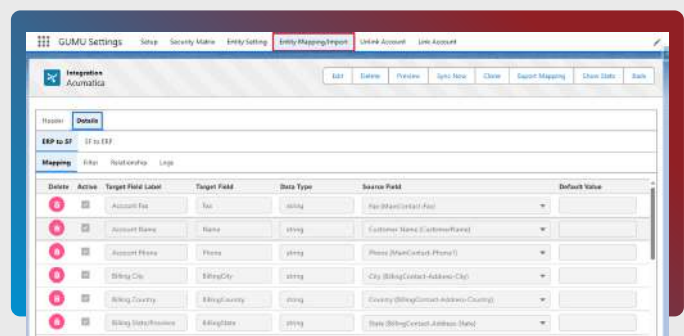 GUMU Settings Setup Security Matrix Entity Setting Entity Mapping/Import Unlink Account Link Account
Integration
Acumatica
Edit Delete Preview Sync Now Clone Export Mapping Share State Back
Header Details
ERP to SF SF to ERP
Mapping Filter Relationship Logs
Delete Active Target Field Label Target Field Data Type Source Field Default Value
Account Fax Fax string Fax (MainContact-Fax)
Account Name Name string Customer Name (CustomerName)
Account Phone Phone string Phone (MainContact-Phone1)
Billing City BillingCity string City (BillingContact-Address-City)
Billing Country BillingCountry string Country (BillingContact-Address-Country)
Billing State/Province BillingState string State (BillingContact-Address-State)